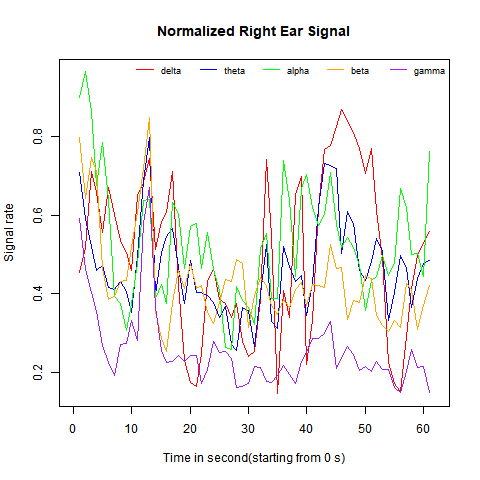 Normalized Right Ear Signal
delta theta alpha beta gamma
0.8
0.6
0.4
0.2
Signal rate
0 10 20 30 40 50 60
Time in second(starting from 0 s)